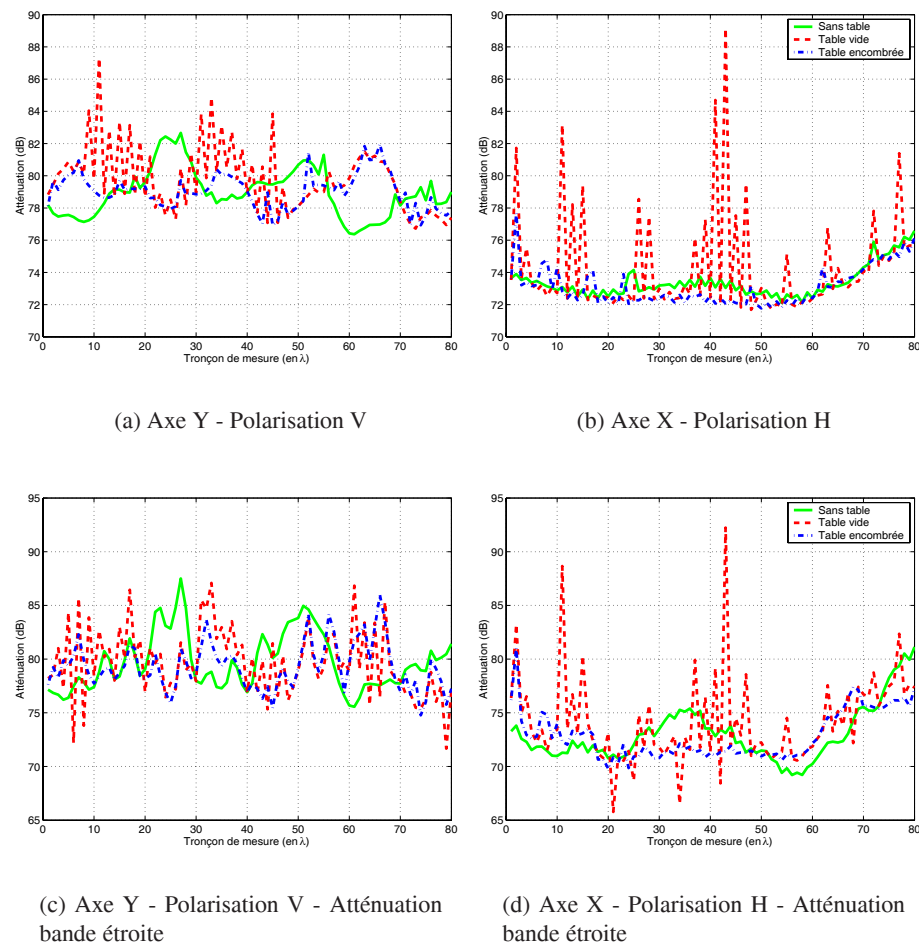 90
88
86
84
82
80
78
76
74
72
70
Atténuation (dB)
0 10 20 30 40 50 60 70 80
Tronçon de mesure (en λ)
(a) Axe Y - Polarisation V
90
88
86
84
82
80
78
76
74
72
70
Atténuation (dB)
0 10 20 30 40 50 60 70 80
Tronçon de mesure (en λ)
Sans table
Table vide
Table encombrée
(b) Axe X - Polarisation H
95
90
85
80
75
70
65
Atténuation (dB)
0 10 20 30 40 50 60 70 80
Tronçon de mesure (en λ)
(c) Axe Y - Polarisation V - Atténuation
bande étroite
95
90
85
80
75
70
65
Atténuation (dB)
0 10 20 30 40 50 60 70 80
Tronçon de mesure (en λ)
Sans table
Table vide
Table encombrée
(d) Axe X - Polarisation H - Atténuation
bande étroite